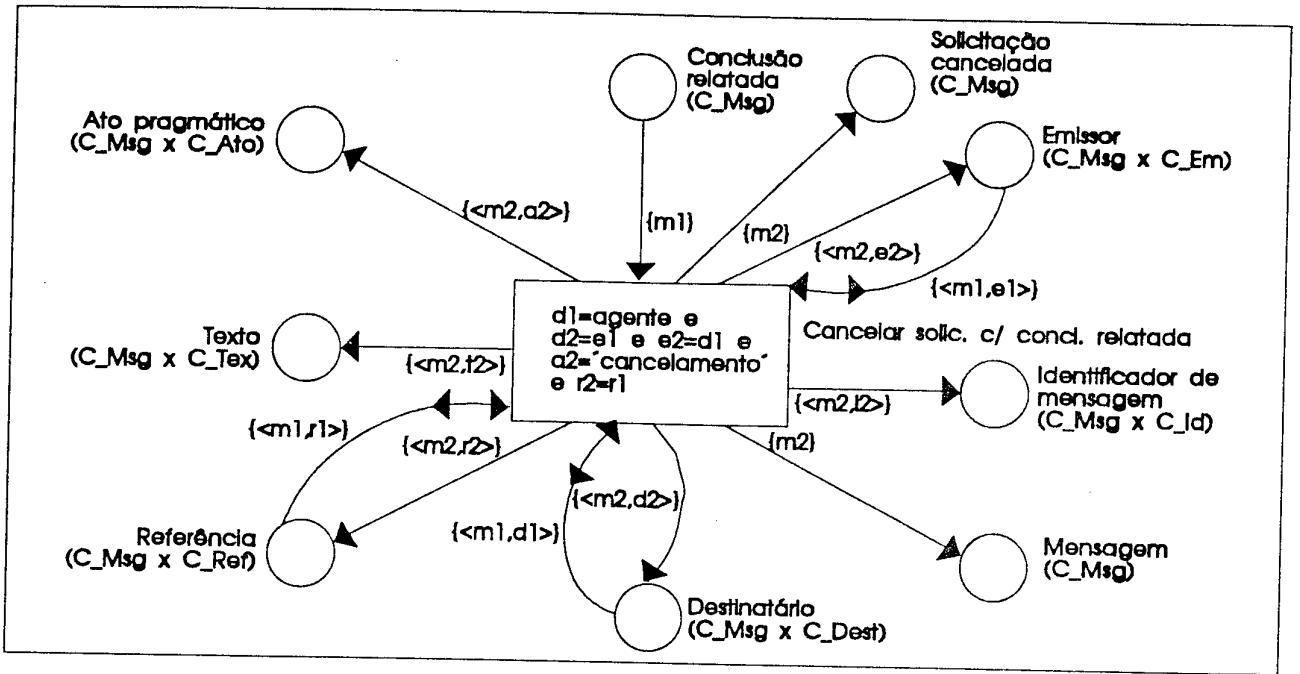 Conclusão
relatada
(C_Msg)
Solicitação
cancelada
(C_Msg)
Ato pragmático
(C_Msg x C_Ato)
Emissor
(C_Msg x C_Em)
{<m2,a2>}
{m1}
{m2}
{<m2,e2>}
{<m1,e1>}
d1=agente e
d2=e1 e e2=d1 e
a2=´cancelamento´
e r2=r1
Cancelar solic. c/ concl. relatada
Texto
(C_Msg x C_Tex)
{<m2,t2>}
{<m2,i2>}
Identificador de
mensagem
(C_Msg x C_Id)
{<m1,r1>}
{<m2,r2>}
{m2}
{<m2,d2>}
{<m1,d1>}
Referência
(C_Msg x C_Ref)
Mensagem
(C_Msg)
Destinatário
(C_Msg x C_Dest)